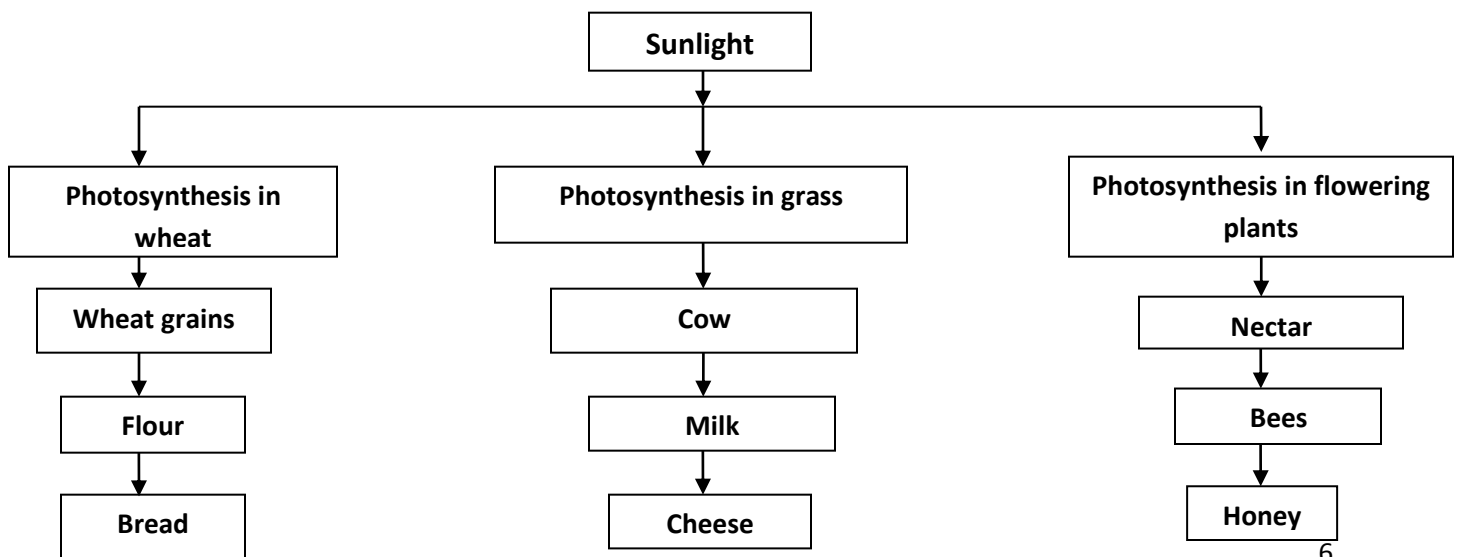 Sunlight
Photosynthesis in
wheat
Photosynthesis in grass
Photosynthesis in flowering
plants
Wheat grains
Cow
Nectar
Flour
Milk
Bees
Bread
Cheese
Honey
6